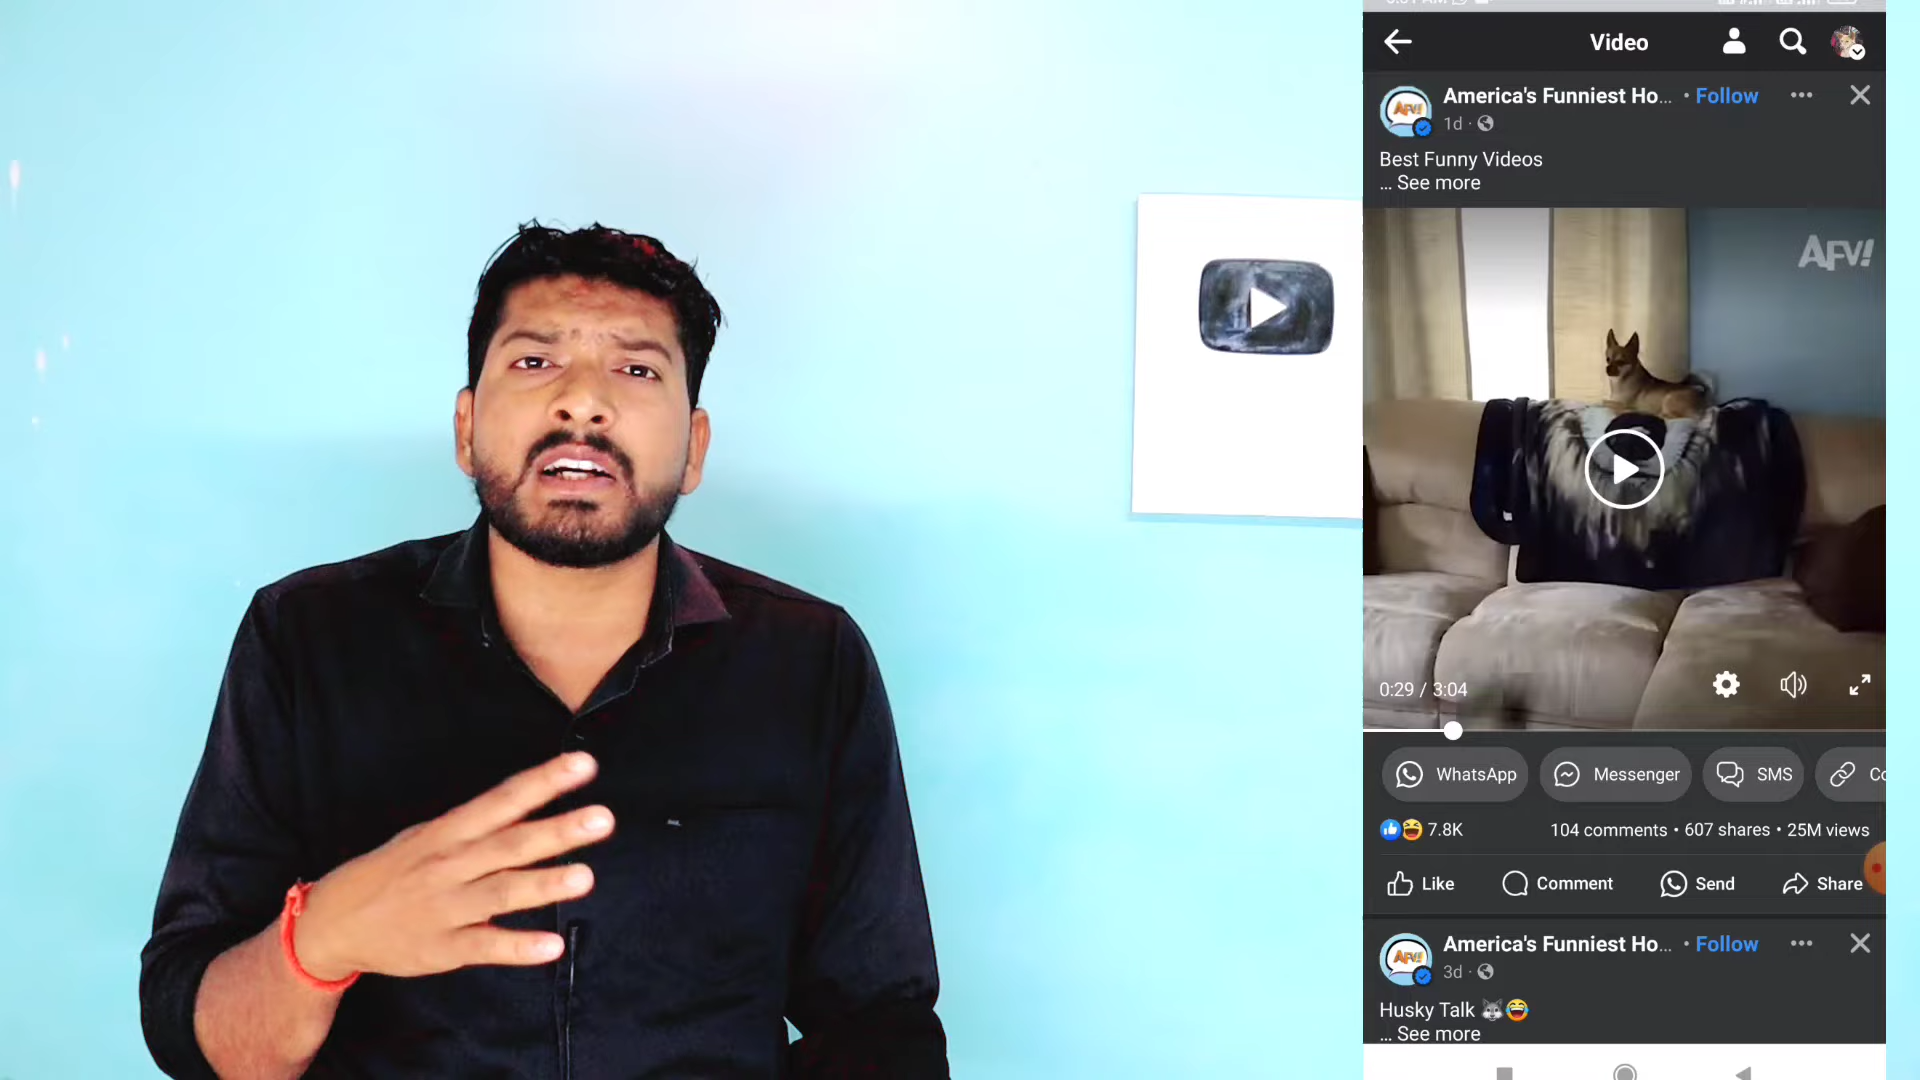 Video
America's Funniest Ho... • Follow
1d
Best Funny Videos
... See more
AFV!
0:29 / 3:04
WhatsApp
Messenger
SMS
Co
7.8K
104 comments • 607 shares • 25M views
Like
Comment
Send
Share
America's Funniest Ho... • Follow
3d
Husky Talk 🐺😂
... See more